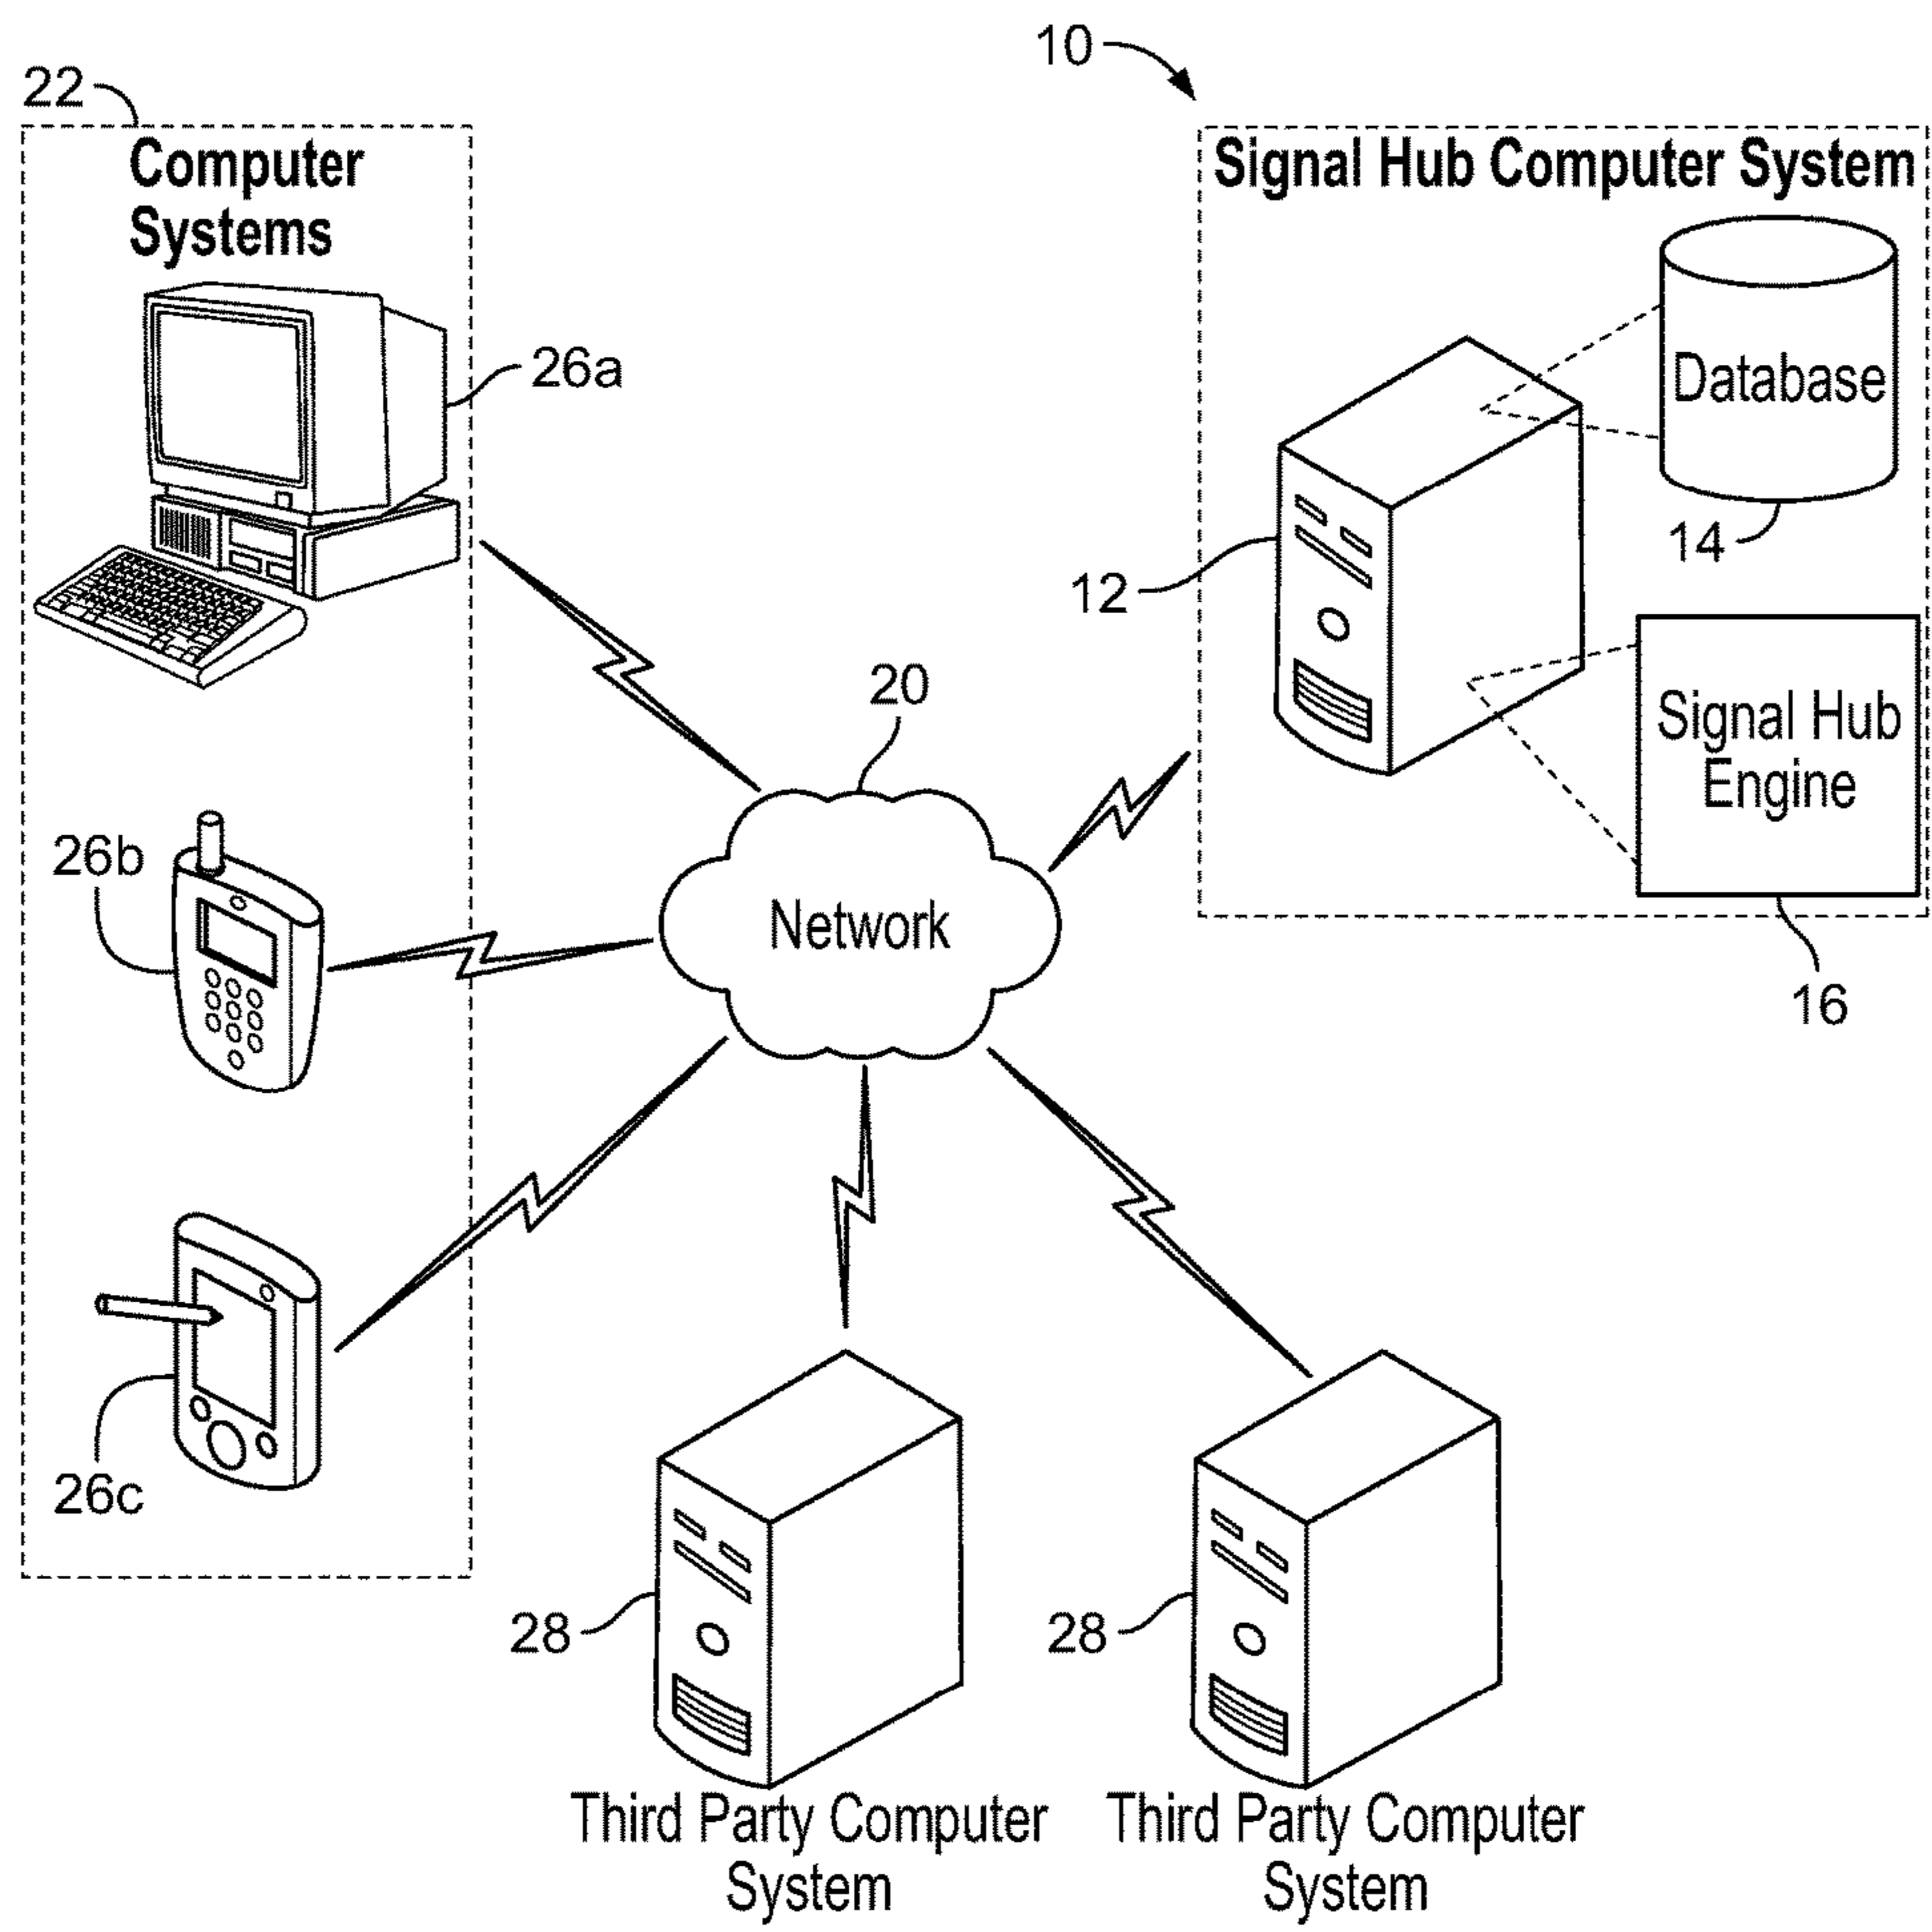 10
22
Computer
Systems
Signal Hub Computer System
26a
Database
14
12
20
Signal Hub
Engine
26b
Network
16
26c
28
28
Third Party Computer
System
Third Party Computer
System